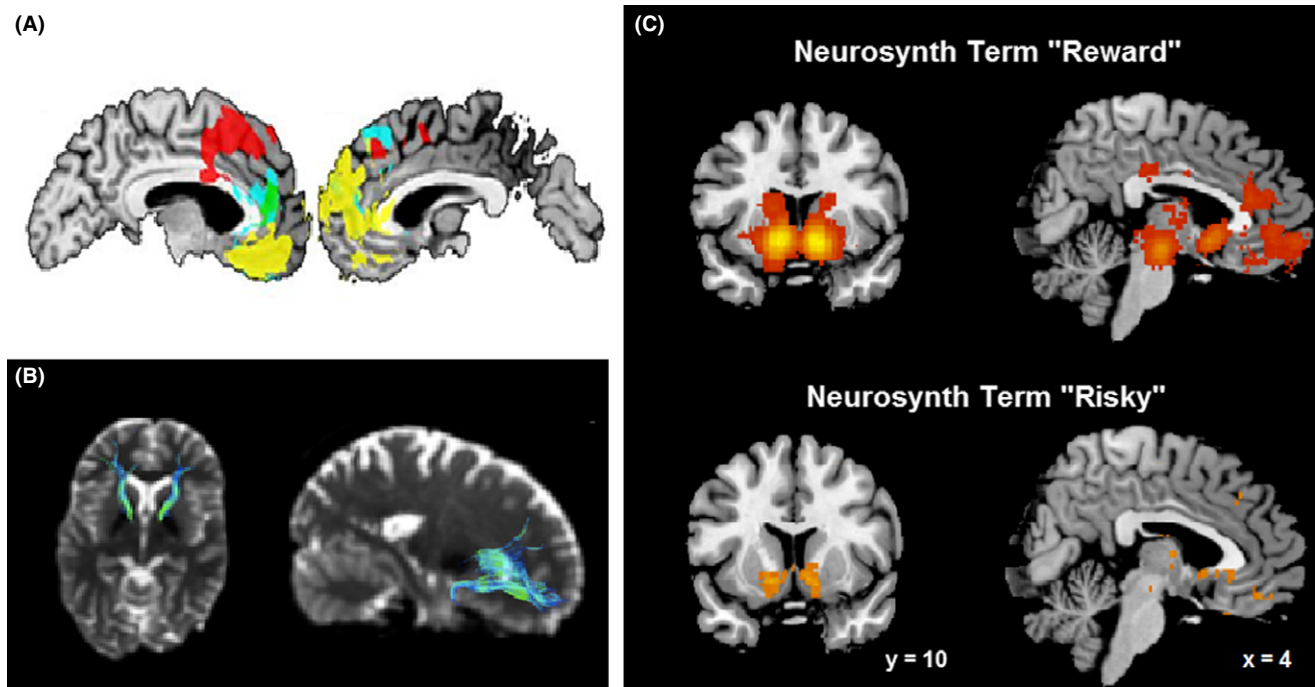 (A)
(B)
(C)
Neurosynth Term "Reward"
Neurosynth Term "Risky"
y = 10
x = 4